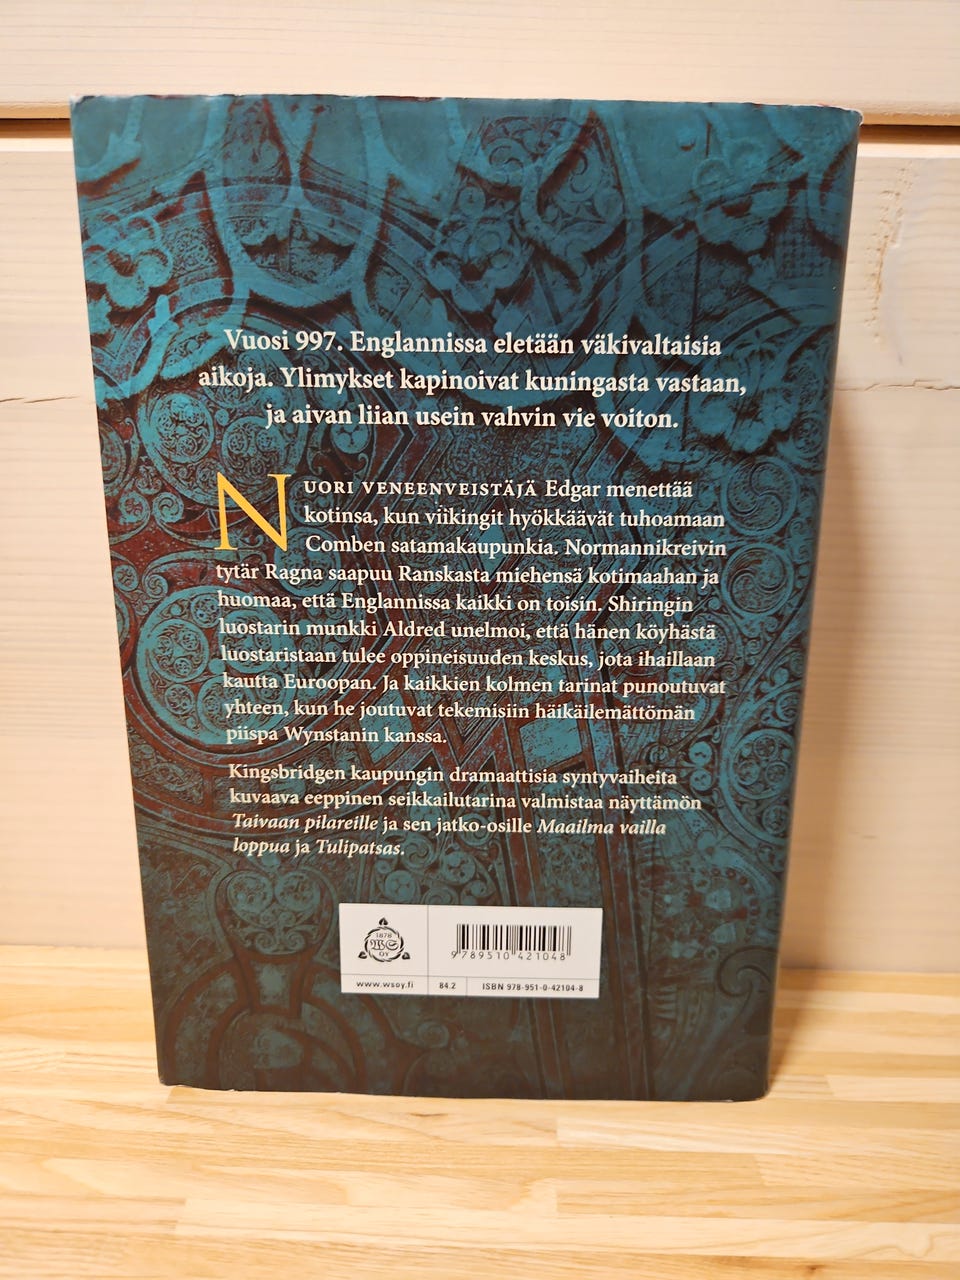 Vuosi 997. Englannissa eletään väkivaltaisia
aikoja. Ylimykset kapinoivat kuningasta vastaan,
ja aivan liian usein vahvin vie voiton.
NUORI VENEENVEISTÄJÄ Edgar menettää
kotinsa, kun viikingit hyökkäävät tuhoamaan
Comben satamakaupunkia. Normannikreivin
tytär Ragna saapuu Ranskasta miehensä kotimaahan ja
huomaa, että Englannissa kaikki on toisin. Shiringin
luostarin munkki Aldred unelmoi, että hänen köyhästä
luostaristaan tulee oppineisuuden keskus, jota ihaillaan
kautta Euroopan. Ja kaikkien kolmen tarinat punoutuvat
yhteen, kun he joutuvat tekemisiin häikäilemättömän
piispa Wynstanin kanssa.
Kingsbridgen kaupungin dramaattisia syntyvaiheita
kuvaava eeppinen seikkailutarina valmistaa näyttämön
Taivaan pilareille ja sen jatko-osille Maailma vailla
loppua ja Tulipatsas.
1878
WS
OY
9 789510 421048
www.wsoy.fi
84.2
ISBN 978-951-0-42104-8